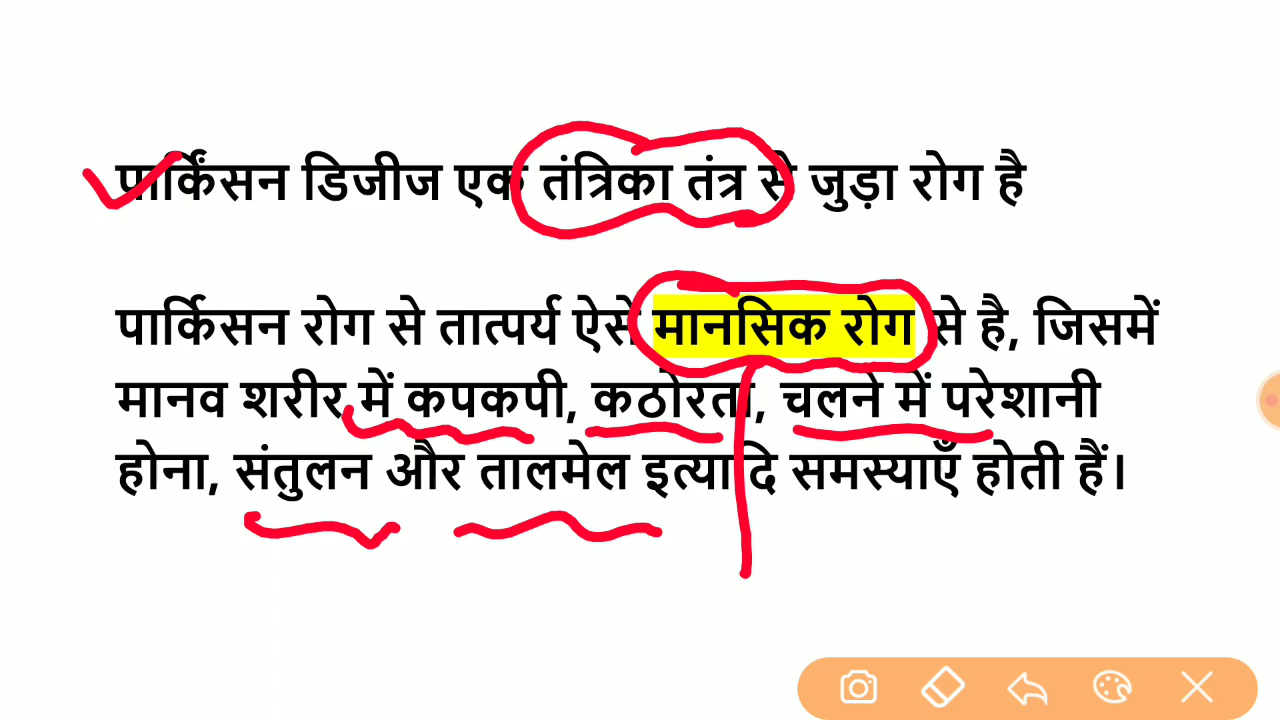 पार्किंसन डिजीज एक तंत्रिका तंत्र से जुड़ा रोग है
पार्किसन रोग से तात्पर्य ऐसे मानसिक रोग से है, जिसमें
मानव शरीर में कपकपी, कठोरता, चलने में परेशानी
होना, संतुलन और तालमेल इत्यादि समस्याएँ होती हैं।